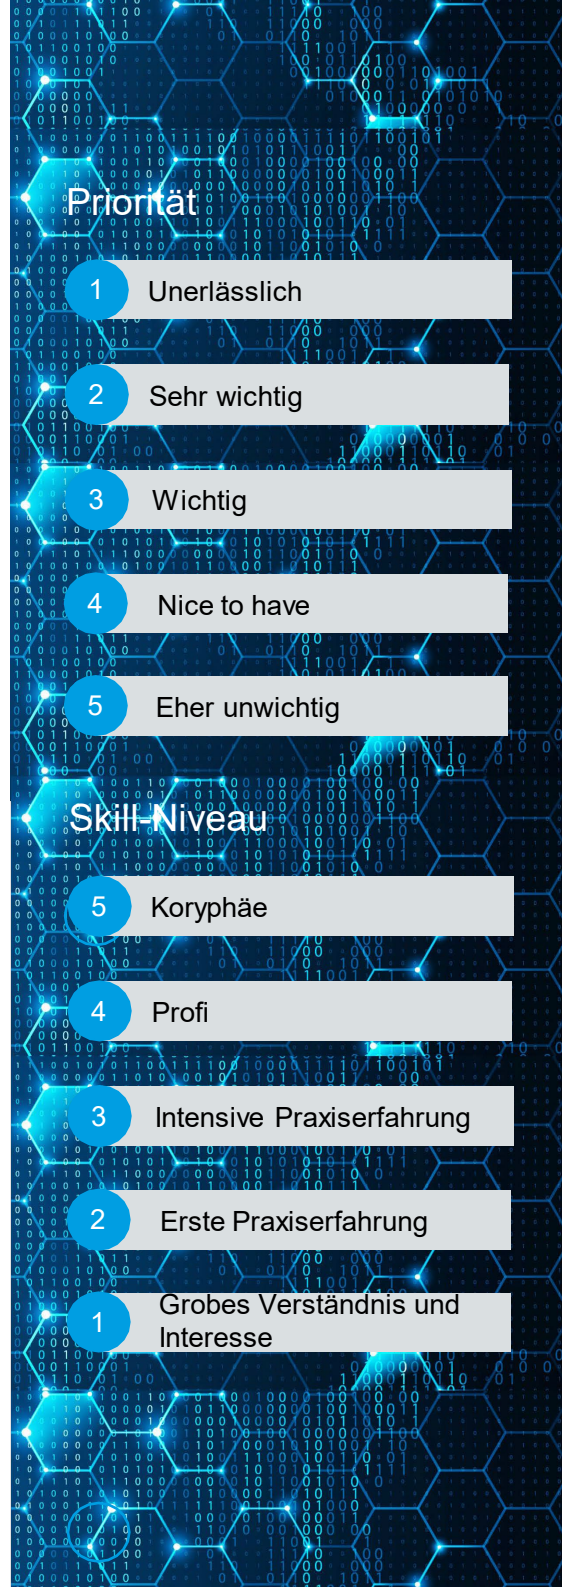 Priorität
1 Unerlässlich
2 Sehr wichtig
3 Wichtig
4 Nice to have
5 Eher unwichtig
Skill-Niveau
5 Koryphäe
4 Profi
3 Intensive Praxiserfahrung
2 Erste Praxiserfahrung
1 Grobes Verständnis und
Interesse